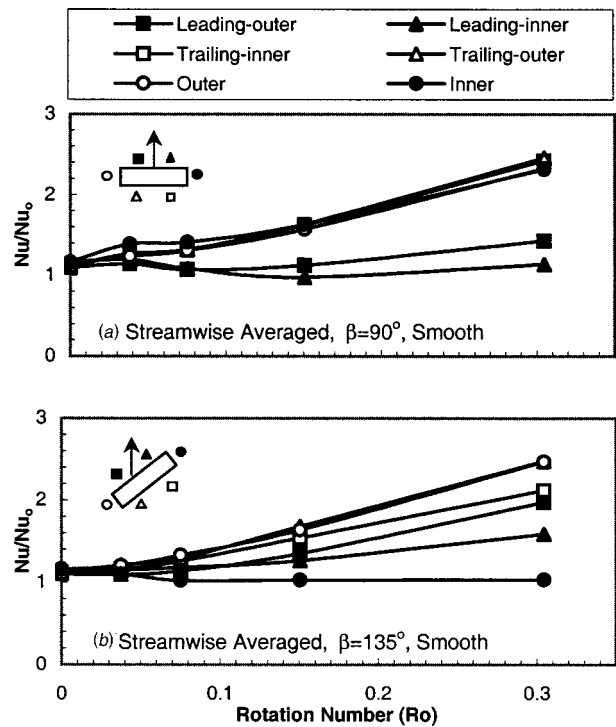 Leading-outer Leading-inner
Trailing-inner Trailing-outer
Outer Inner
3
2
1
0
Nu/Nuo
(a) Streamwise Averaged, β=90°, Smooth
3
2
1
0
Nu/Nuo
(b) Streamwise Averaged, β=135°, Smooth
0 0.1 0.2 0.3
Rotation Number (Ro)